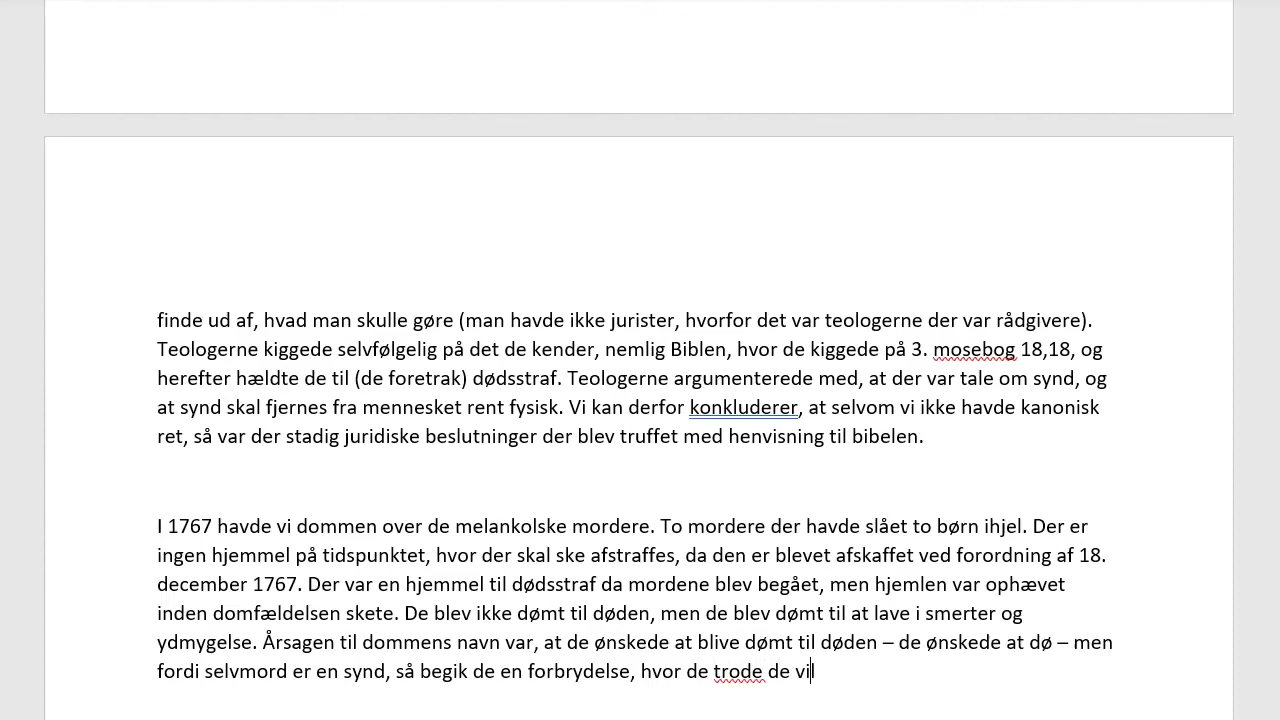 finde ud af, hvad man skulle gøre (man havde ikke jurister, hvorfor det var teologerne der var rådgivere).
Teologerne kiggede selvfølgelig på det de kender, nemlig Biblen, hvor de kiggede på 3. mosebog 18,18, og
herefter hældte de til (de foretrak) dødsstraf. Teologerne argumenterede med, at der var tale om synd, og
at synd skal fjernes fra mennesket rent fysisk. Vi kan derfor konkluderer, at selvom vi ikke havde kanonisk
ret, så var der stadig juridiske beslutninger der blev truffet med henvisning til bibelen.
I 1767 havde vi dommen over de melankolske mordere. To mordere der havde slået to børn ihjel. Der er
ingen hjemmel på tidspunktet, hvor der skal ske afstraffes, da den er blevet afskaffet ved forordning af 18.
december 1767. Der var en hjemmel til dødsstraf da mordene blev begået, men hjemlen var ophævet
inden domfældelsen skete. De blev ikke dømt til døden, men de blev dømt til at lave i smerter og
ydmygelse. Årsagen til dommens navn var, at de ønskede at blive dømt til døden – de ønskede at dø – men
fordi selvmord er en synd, så begik de en forbrydelse, hvor de trode de vil